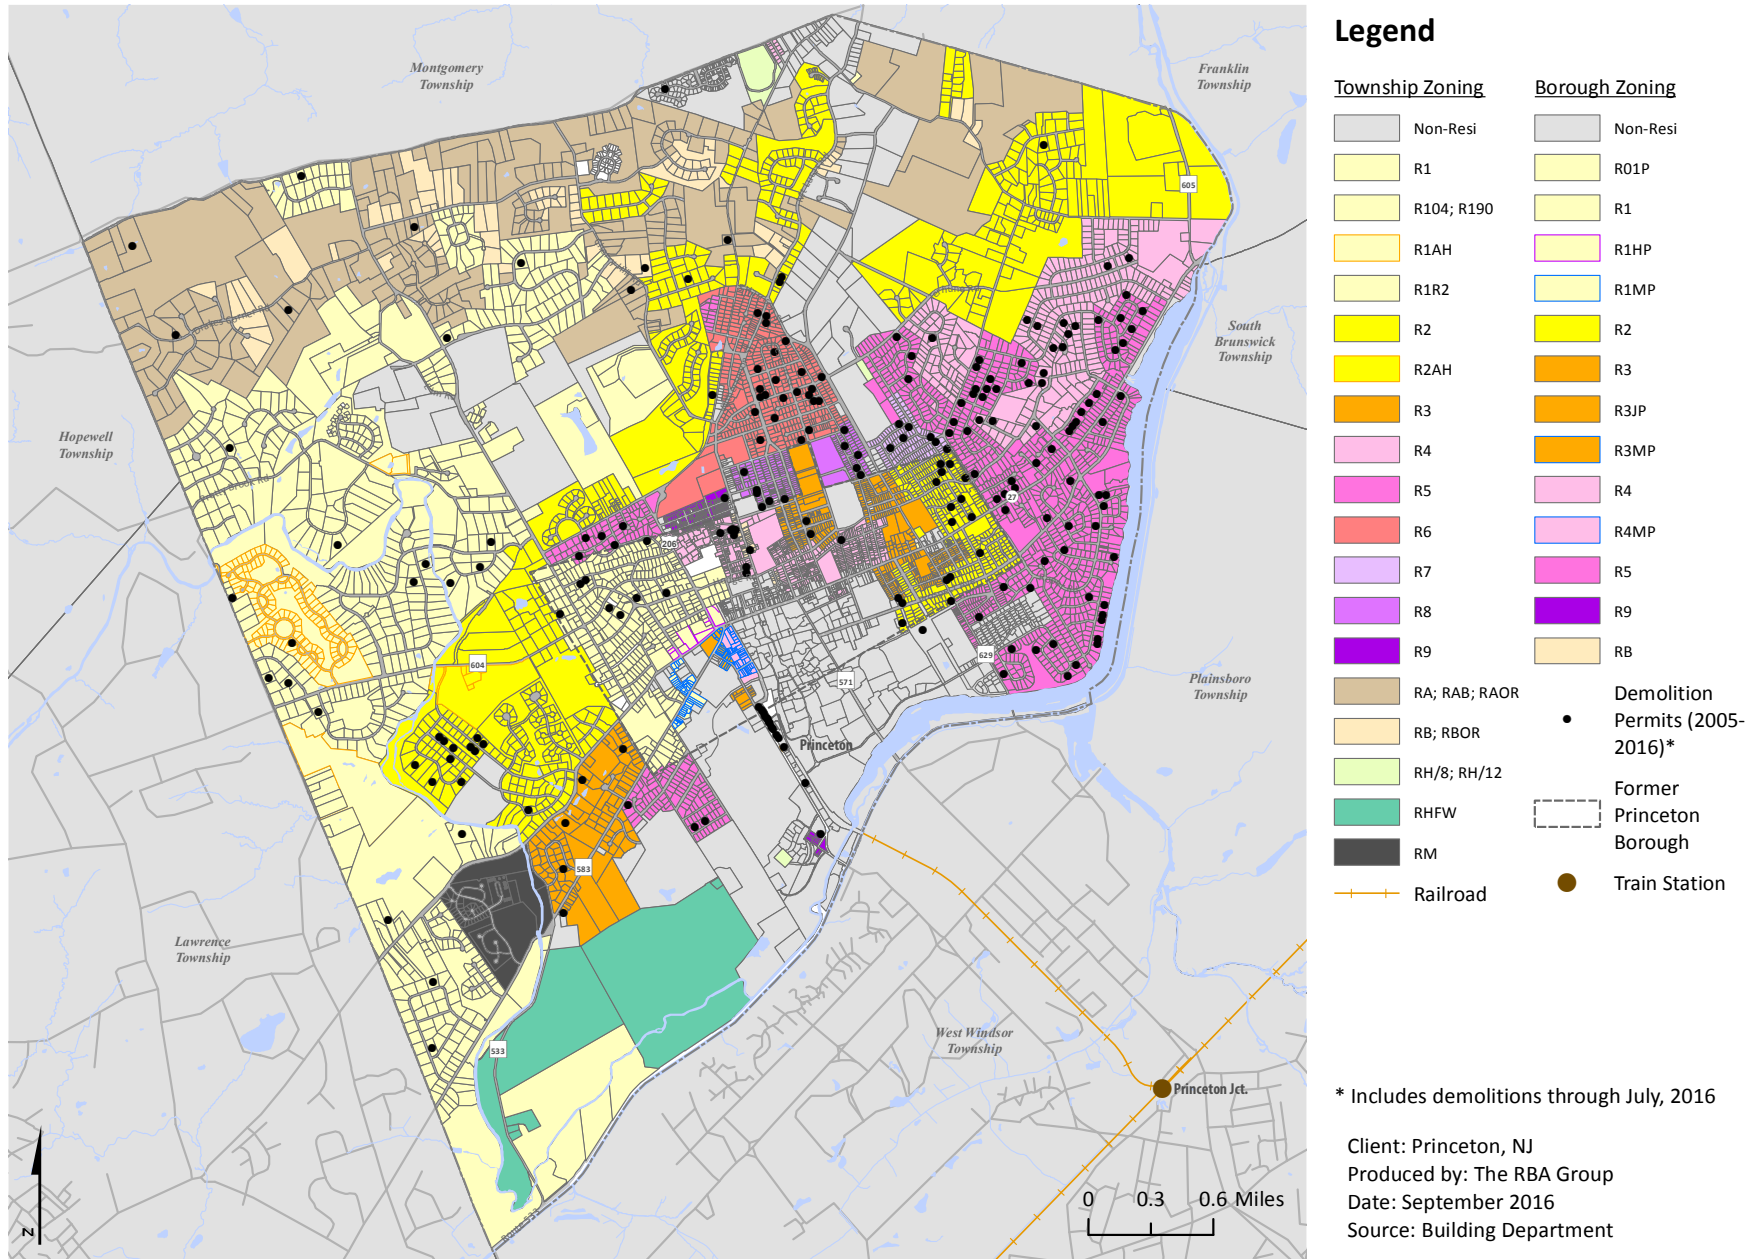 Montgomery
Township
Franklin
Township
605
South
Brunswick
Township
Hopewell
Township
206
27
604
629
571
Plainsboro
Township
Princeton
583
Lawrence
Township
533
West Windsor
Township
Princeton Jct.
N
0 0.3 0.6 Miles
Legend
Township Zoning
Non-Resi
R1
R104; R190
R1AH
R1R2
R2
R2AH
R3
R4
R5
R6
R7
R8
R9
RA; RAB; RAOR
RB; RBOR
RH/8; RH/12
RHFW
RM
Railroad
Borough Zoning
Non-Resi
R01P
R1
R1HP
R1MP
R2
R3
R3JP
R3MP
R4
R4MP
R5
R9
RB
Demolition
Permits (2005-
2016)*
Former
Princeton
Borough
Train Station
* Includes demolitions through July, 2016
Client: Princeton, NJ
Produced by: The RBA Group
Date: September 2016
Source: Building Department